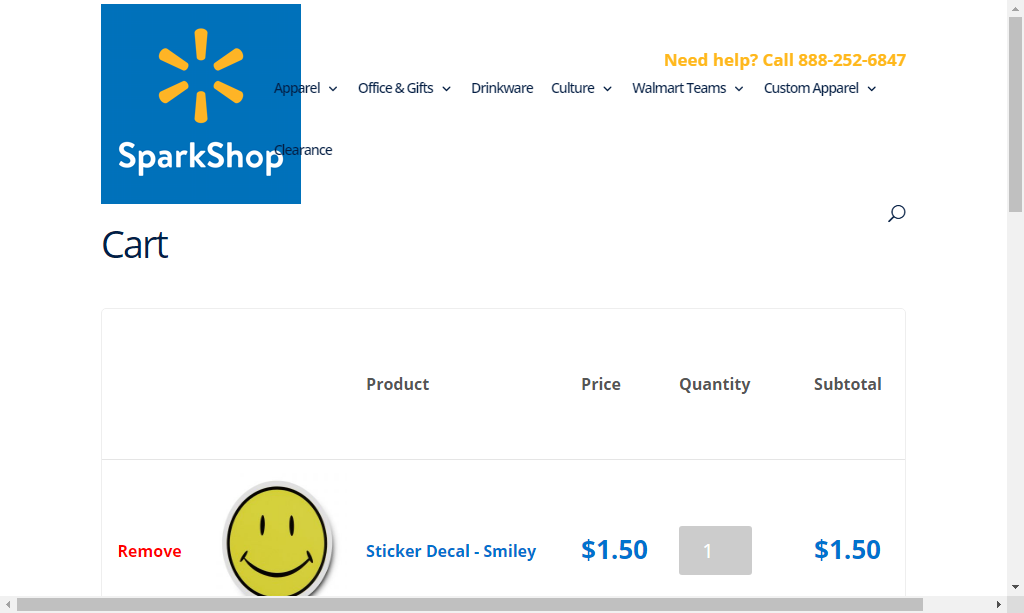 SparkShop
Need help? Call 888-252-6847
Apparel Office & Gifts Drinkware Culture Walmart Teams Custom Apparel
Clearance
Cart
Product Price Quantity Subtotal
Remove Sticker Decal - Smiley $1.50 1 $1.50